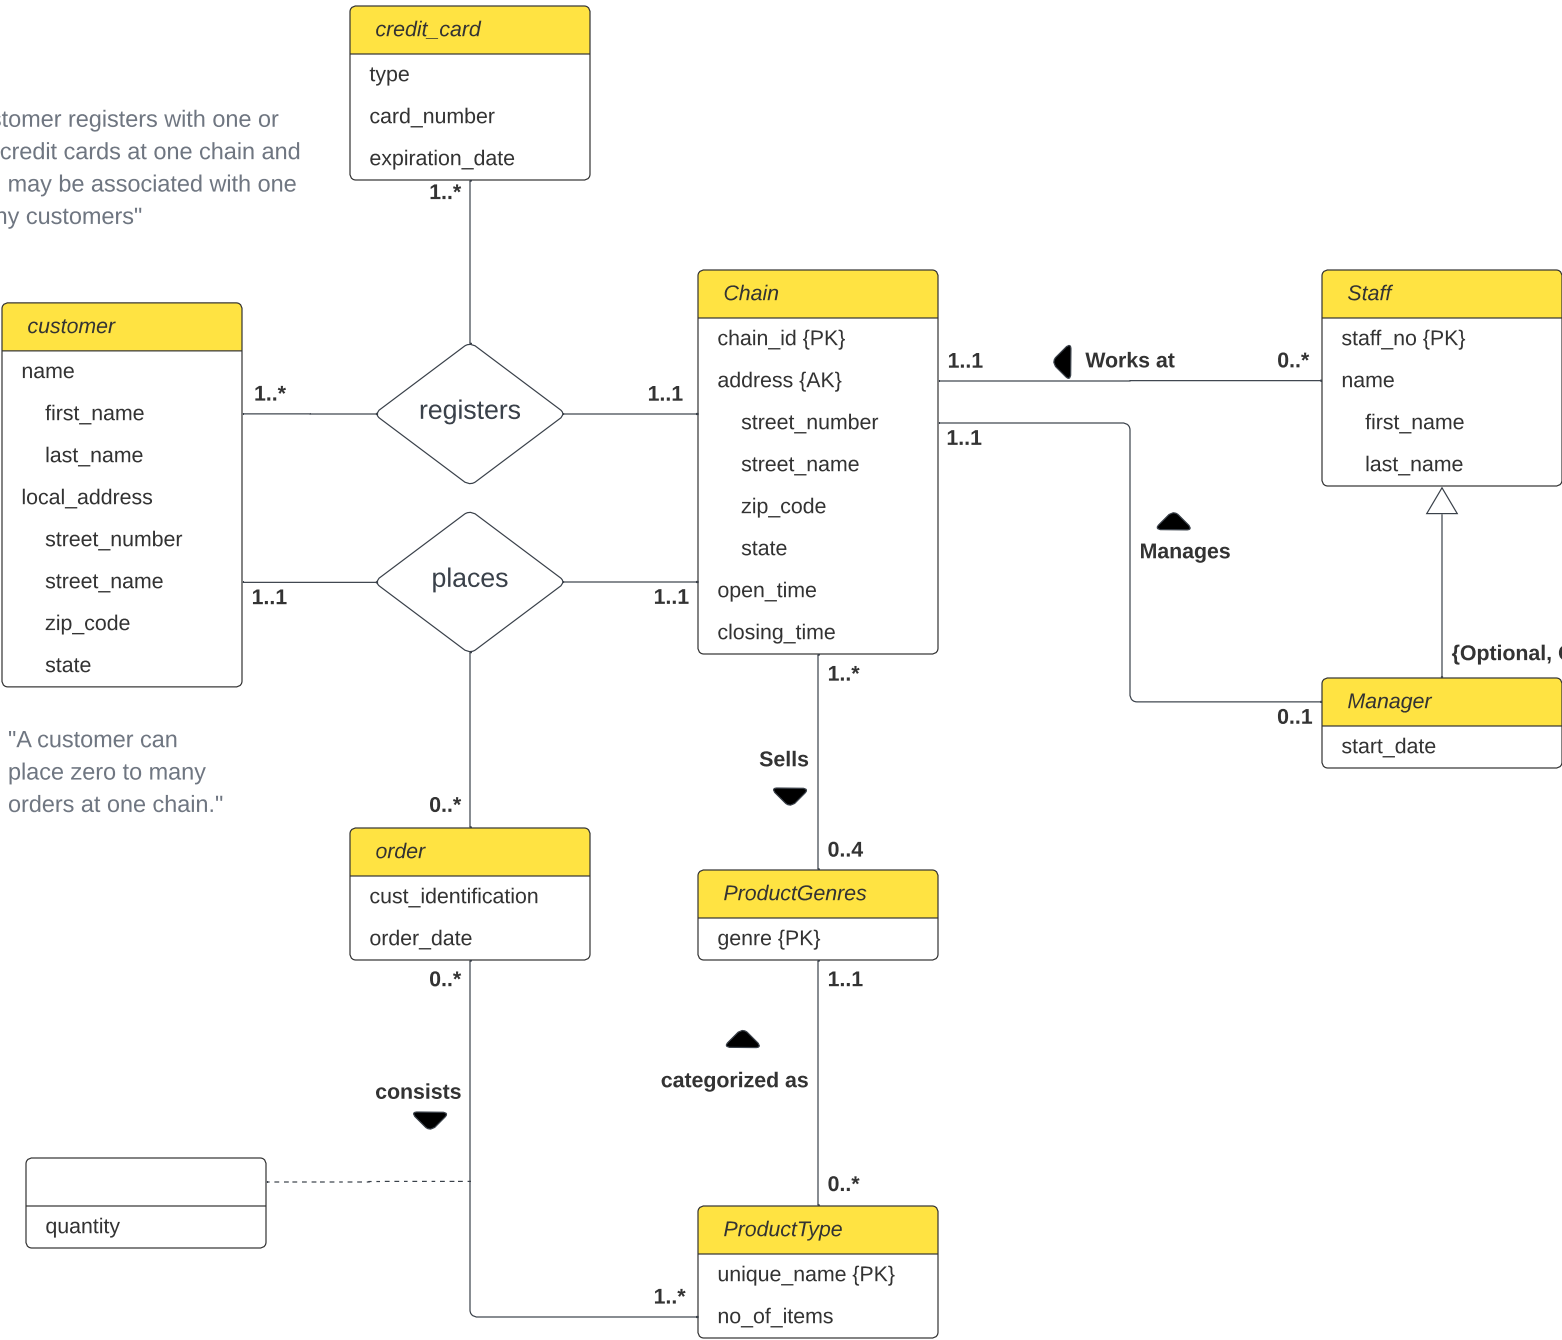 credit_card
type
card_number
expiration_date
1..*
registers with one or
credit cards at one chain and
may be associated with one
customers"
customer
name
first_name
last_name
local_address
street_number
street_name
zip_code
state
1..*
registers
1..1
1..1
places
1..1
Chain
chain_id {PK}
address {AK}
street_number
street_name
zip_code
state
open_time
closing_time
1..1
Works at
0..*
1..1
Manages
0..1
Staff
staff_no {PK}
name
first_name
last_name
{Optional,
Manager
start_date
"A customer can
place zero to many
orders at one chain."
0..*
order
cust_identification
order_date
0..*
consists
quantity
1..*
1..*
Sells
0..4
ProductGenres
genre {PK}
1..1
categorized as
0..*
ProductType
unique_name {PK}
no_of_items